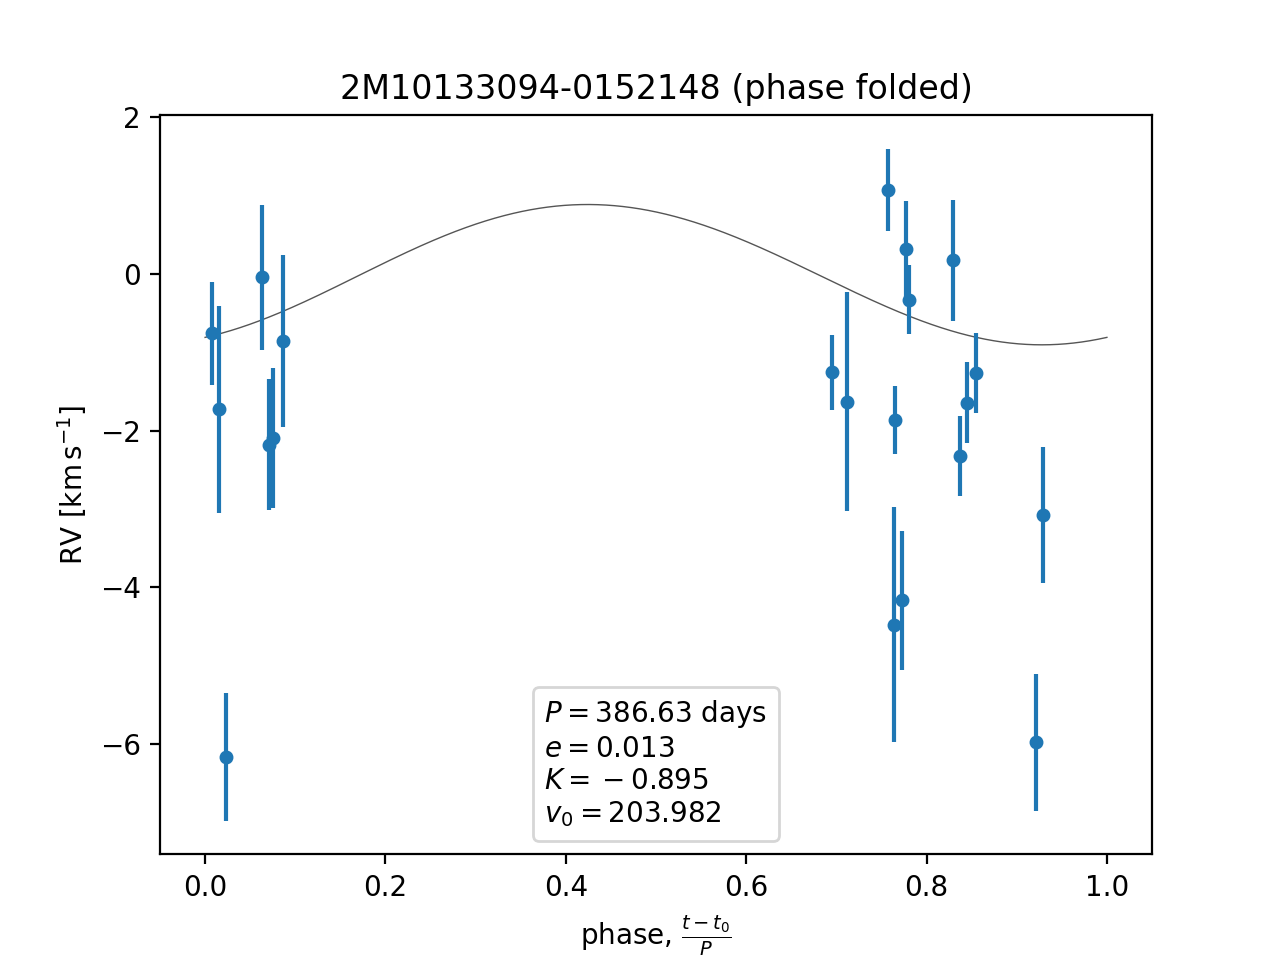 2M10133094-0152148 (phase folded)
2
0
−2
−4
−6
RV [km s⁻¹]
P = 386.63 days
e = 0.013
K = −0.895
v₀ = 203.982
0.0 0.2 0.4 0.6 0.8 1.0
phase, (t − t₀)/P